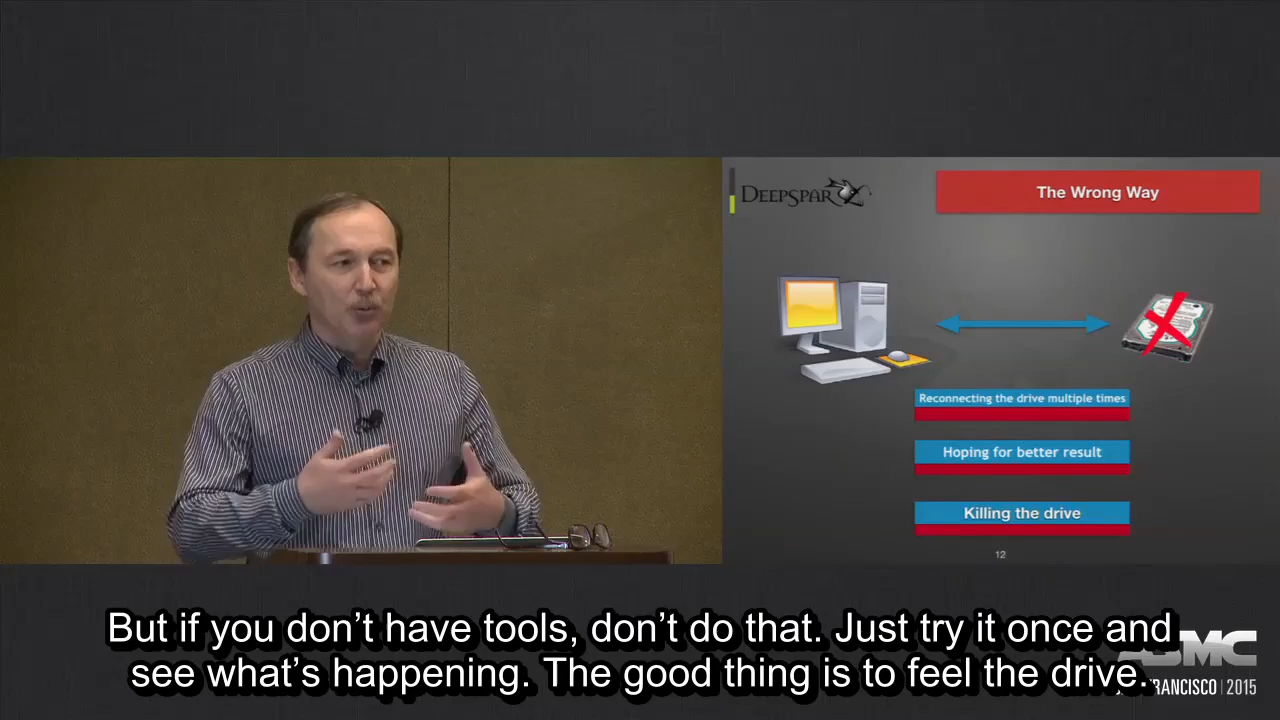 DEEPSPAR
The Wrong Way
Reconnecting the drive multiple times
Hoping for better result
Killing the drive
12
But if you don't have tools, don't do that. Just try it once and
see what's happening. The good thing is to feel the drive.
FRANCISCO | 2015